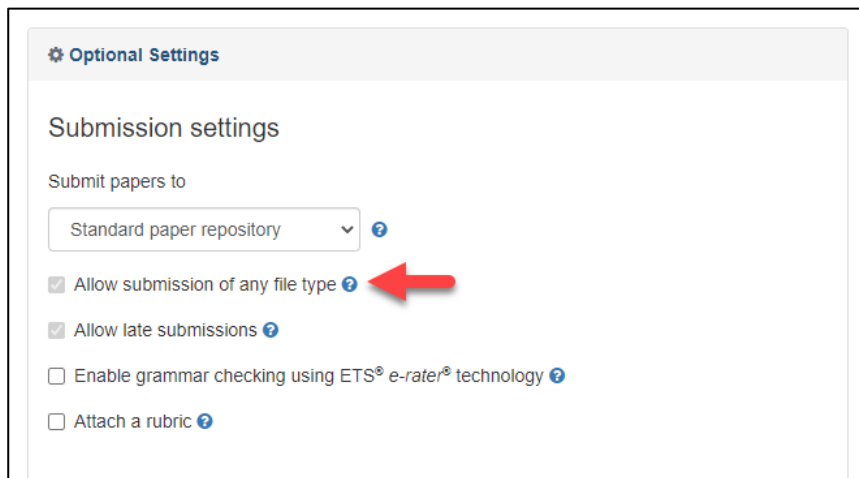 Optional Settings
Submission settings
Submit papers to
Standard paper repository
Allow submission of any file type
Allow late submissions
Enable grammar checking using ETS® e-rater® technology
Attach a rubric